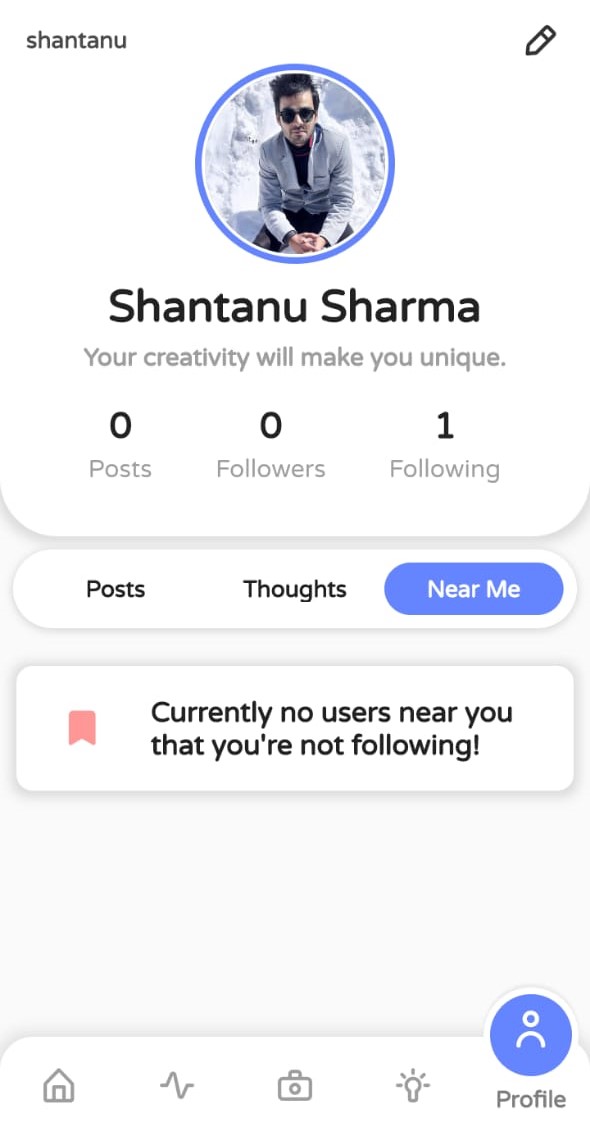 shantanu
Shantanu Sharma
Your creativity will make you unique.
0 0 1
Posts Followers Following
Posts Thoughts Near Me
Currently no users near you
that you're not following!
Profile